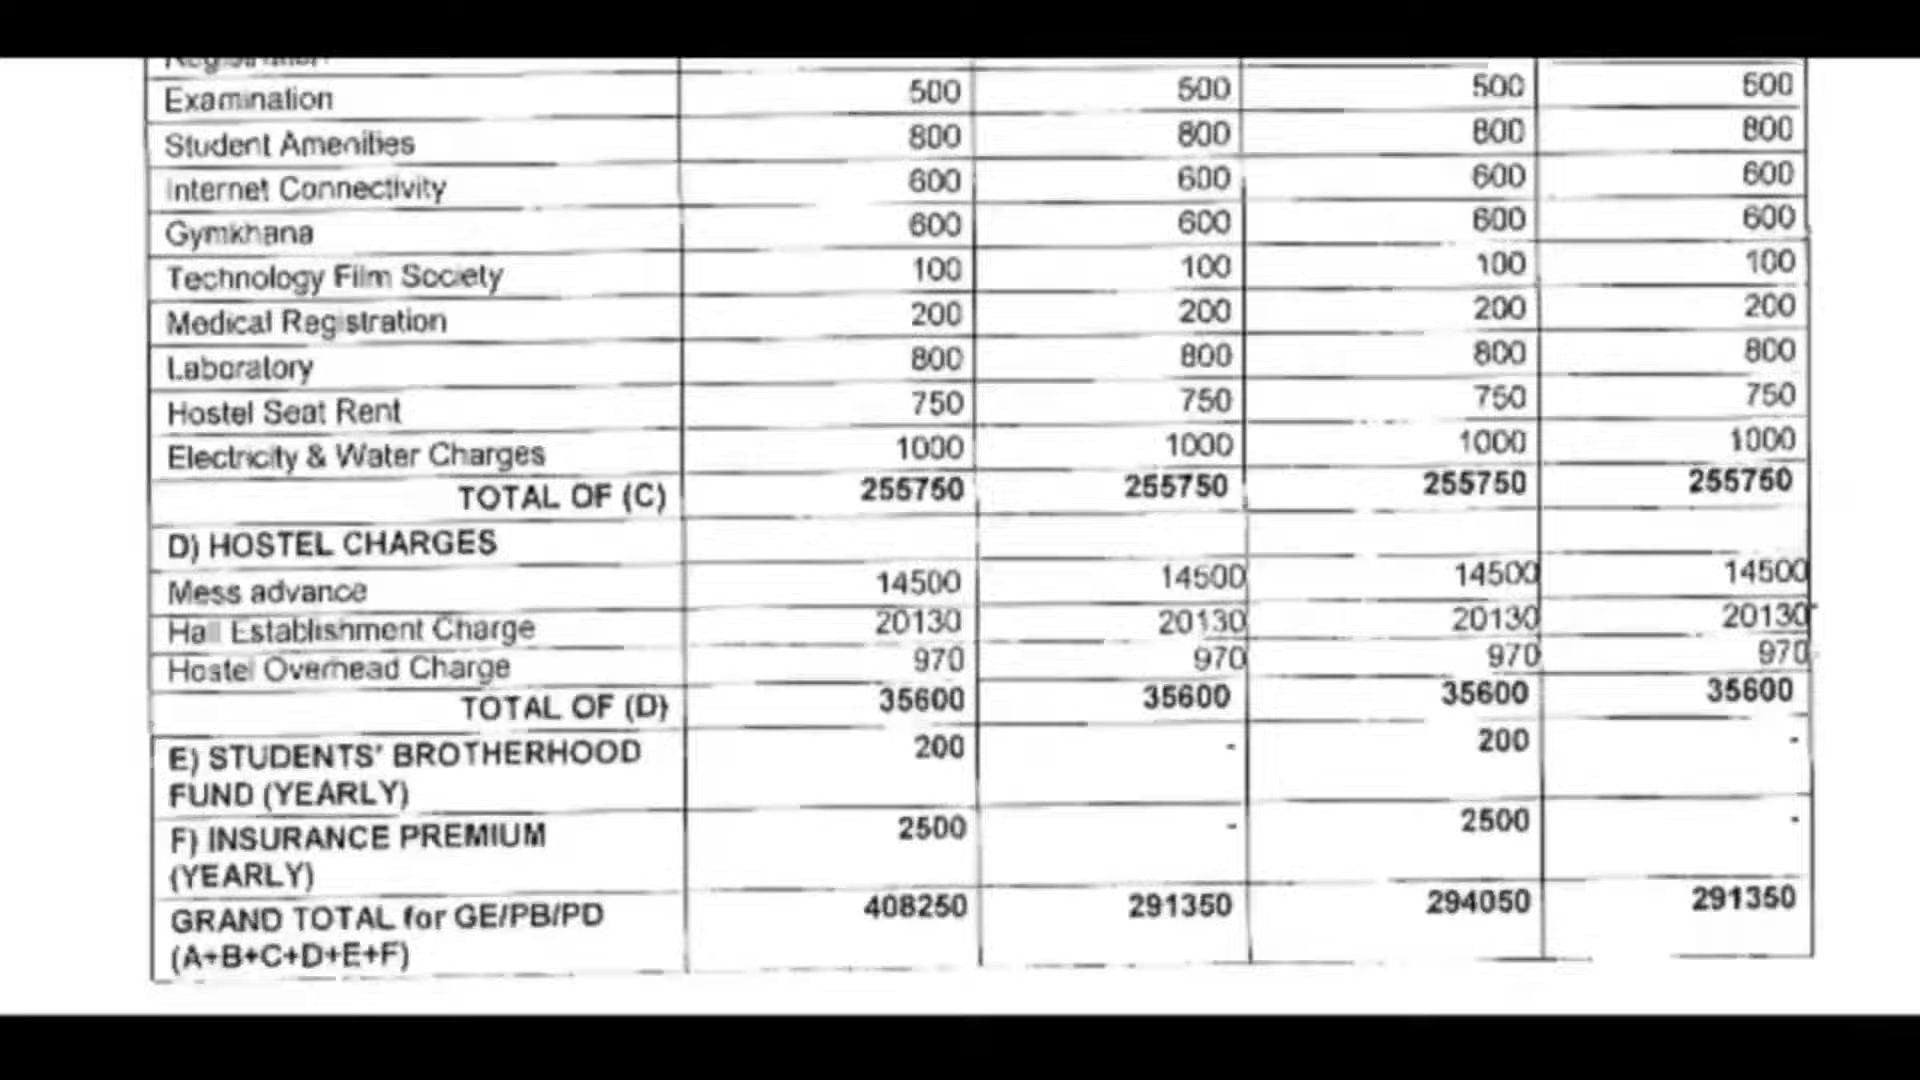 Registration
Examination 500 500 500 500
Student Amenities 800 800 800 800
Internet Connectivity 600 600 600 600
Gymkhana 600 600 600 600
Technology Film Society 100 100 100 100
Medical Registration 200 200 200 200
Laboratory 800 800 800 800
Hostel Seat Rent 750 750 750 750
Electricity & Water Charges 1000 1000 1000 1000
TOTAL OF (C) 255750 255750 255750 255750
D) HOSTEL CHARGES
Mess advance 14500 14500 14500 14500
Hall Establishment Charge 20130 20130 20130 20130
Hostel Overhead Charge 970 970 970 970
TOTAL OF (D) 35600 35600 35600 35600
E) STUDENTS' BROTHERHOOD 200 - 200 -
FUND (YEARLY)
F) INSURANCE PREMIUM 2500 - 2500 -
(YEARLY)
GRAND TOTAL for GE/PB/PD 408250 291350 294050 291350
(A+B+C+D+E+F)